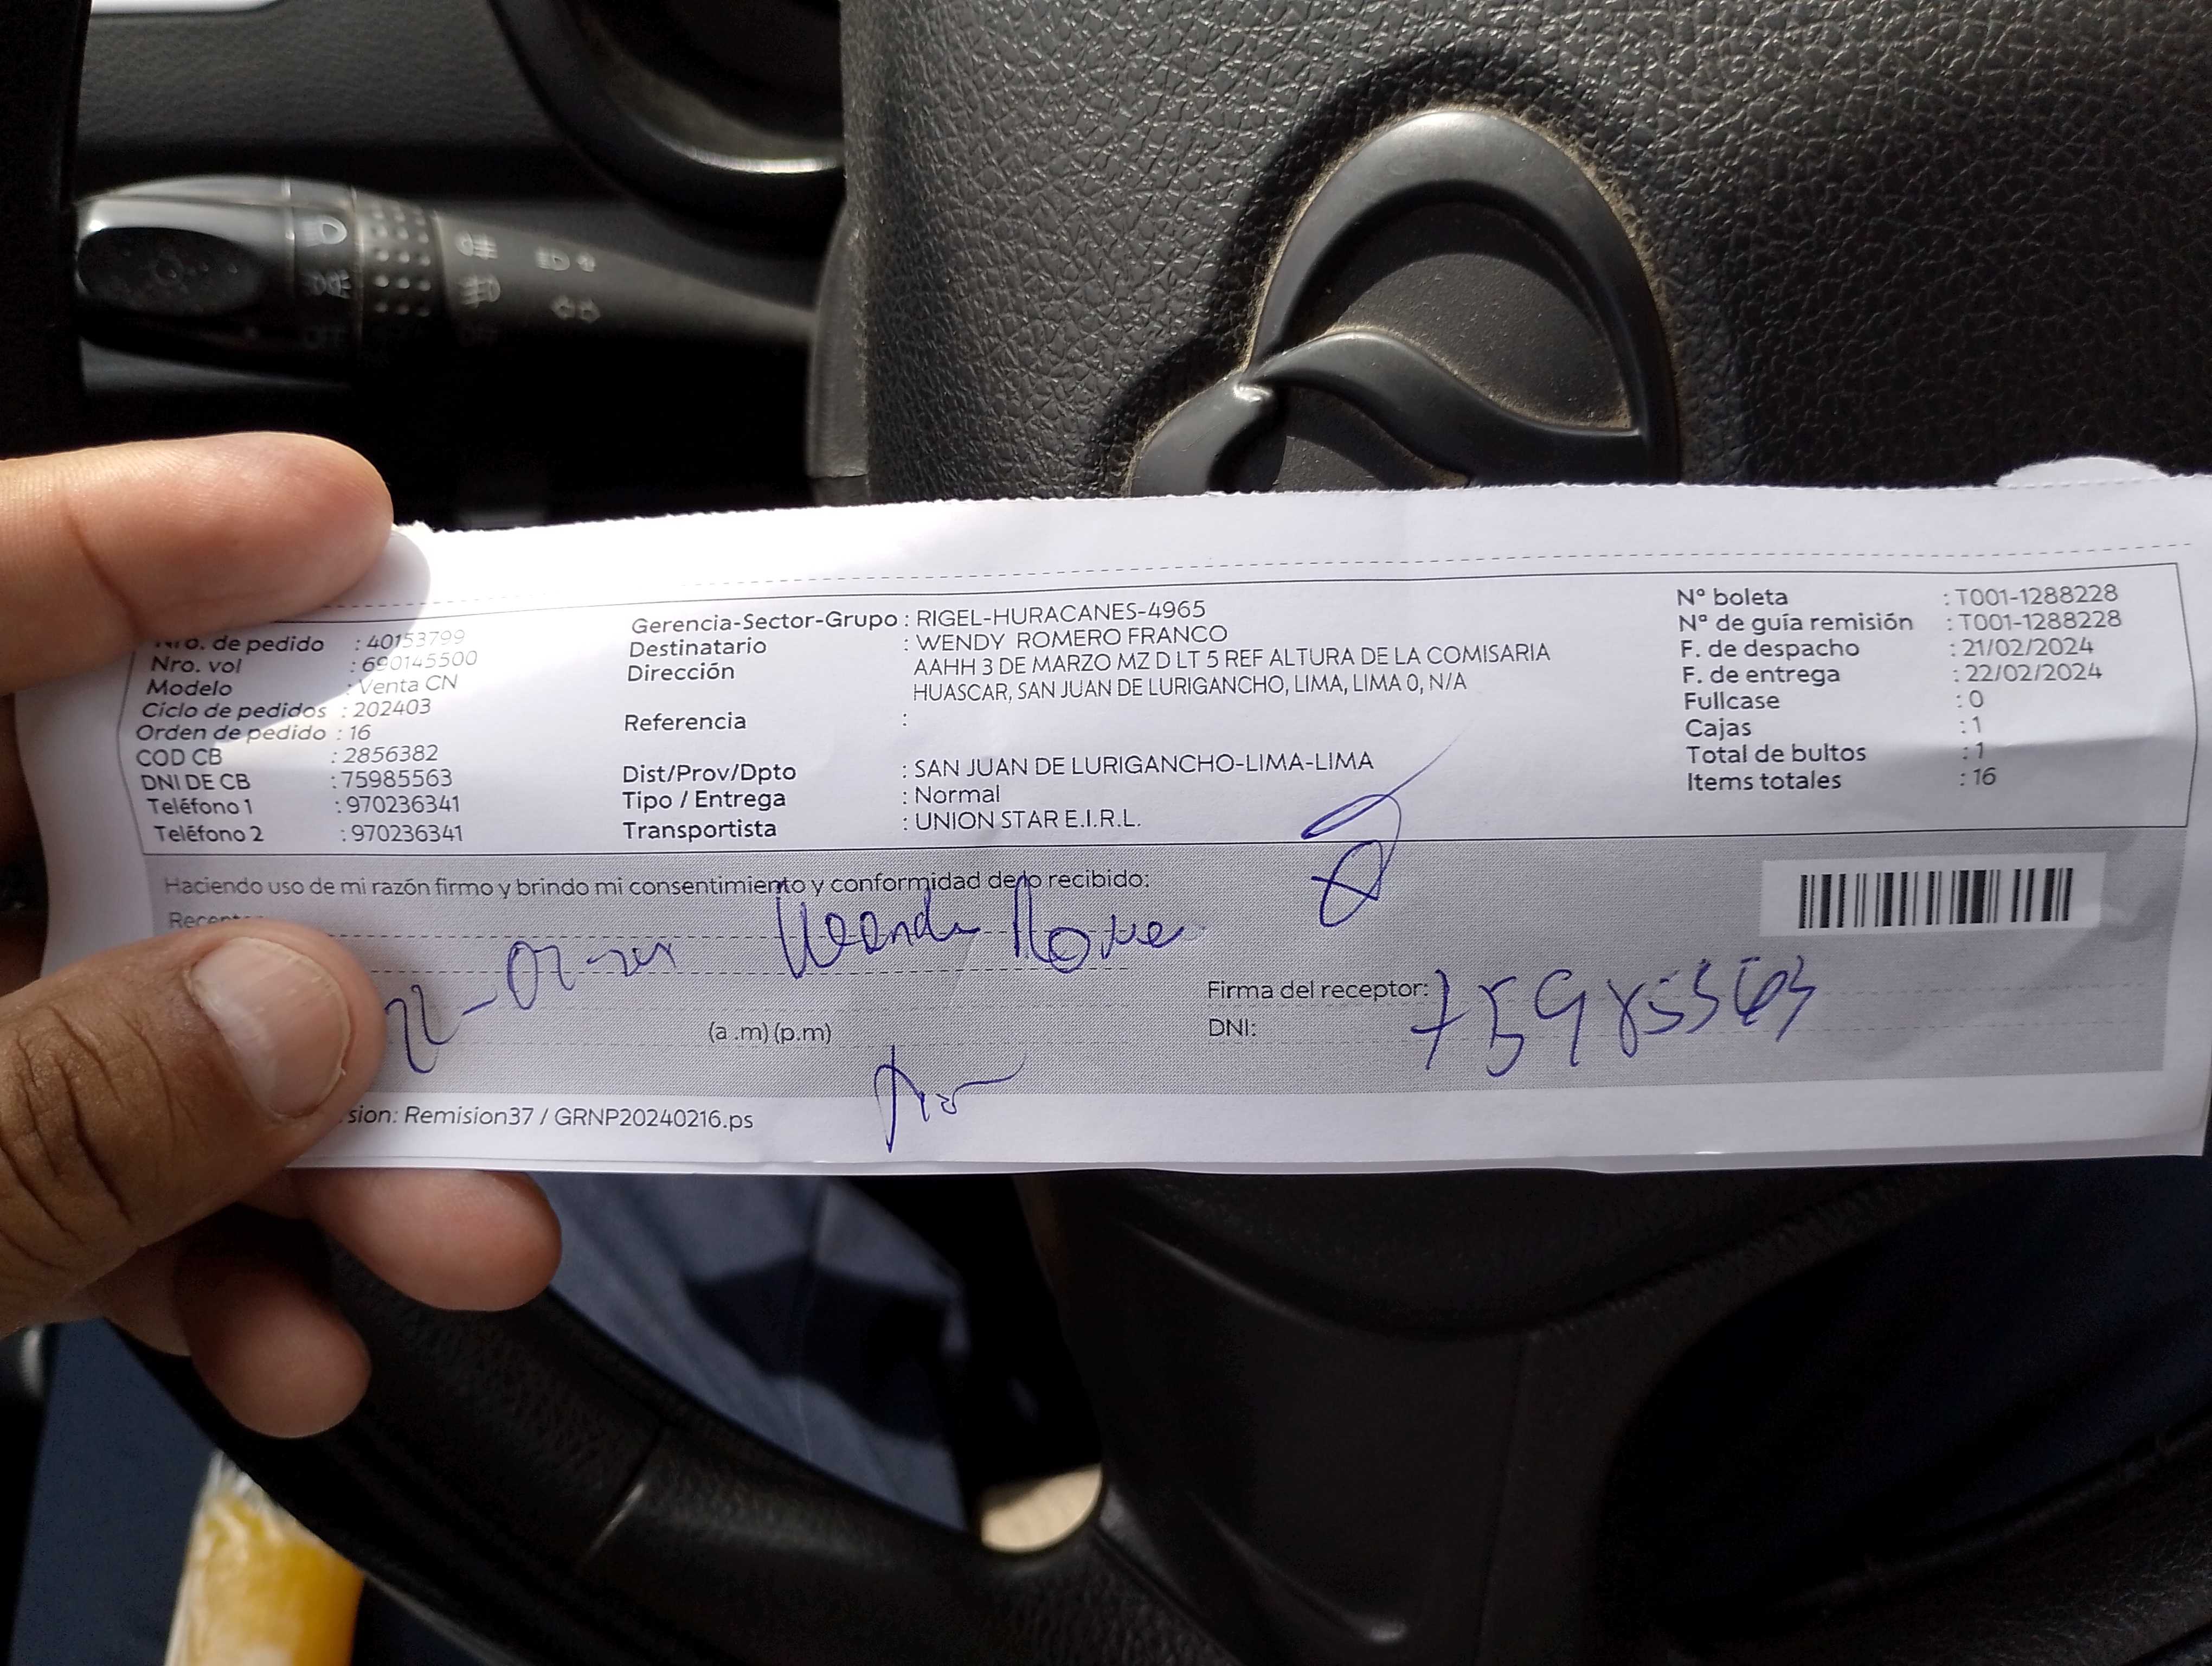 Nro. de pedido : 40153799
Nro. vol : 690145500
Modelo : Venta CN
Ciclo de pedidos : 202403
Orden de pedido : 16
COD CB : 2856382
DNI DE CB : 75985563
Teléfono 1 : 970236341
Teléfono 2 : 970236341
Gerencia-Sector-Grupo : RIGEL-HURACANES-4965
Destinatario : WENDY ROMERO FRANCO
Dirección AAHH 3 DE MARZO MZ D LT 5 REF ALTURA DE LA COMISARIA
HUASCAR, SAN JUAN DE LURIGANCHO, LIMA, LIMA 0, N/A
Referencia :
Dist/Prov/Dpto : SAN JUAN DE LURIGANCHO-LIMA-LIMA
Tipo / Entrega : Normal
Transportista : UNION STAR E.I.R.L.
Nº boleta : T001-1288228
Nº de guía remisión : T001-1288228
F. de despacho : 21/02/2024
F. de entrega : 22/02/2024
Fullcase : 0
Cajas : 1
Total de bultos : 1
Items totales : 16
Haciendo uso de mi razón firmo y brindo mi consentimiento y conformidad de lo recibido:
Firma del receptor:
DNI: 75985563
(a .m) (p.m)
sion: Remision37 / GRNP20240216.ps
OFF